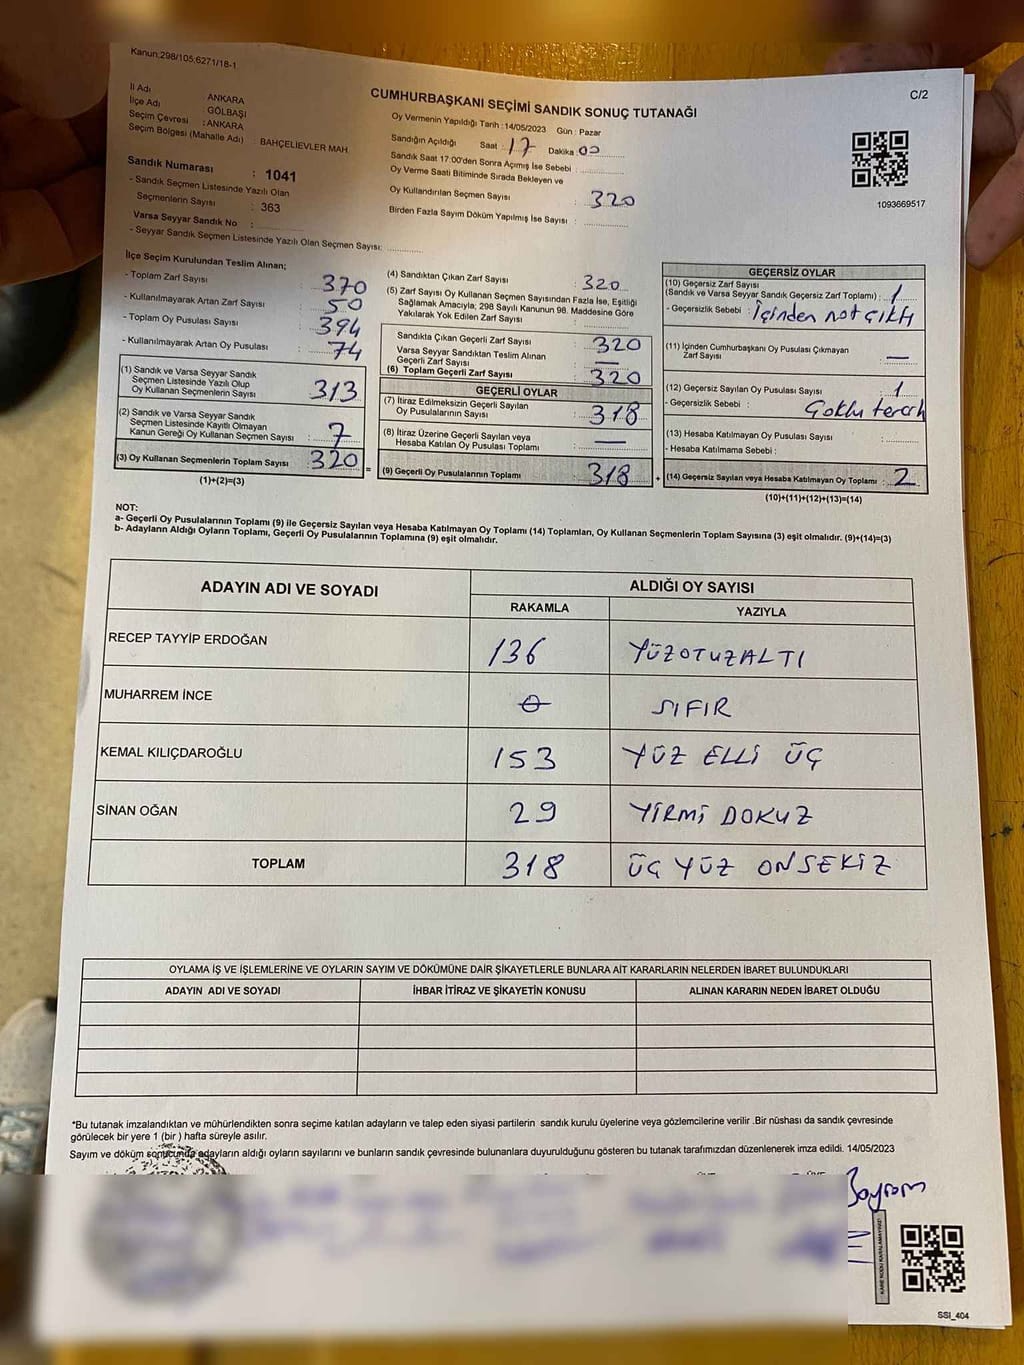 Kanun:298/105;6271/18-1
C/2
CUMHURBAŞKANI SEÇİMİ SANDIK SONUÇ TUTANAĞI
İl Adı ANKARA
İlçe Adı : GÖLBAŞI
Seçim Çevresi : ANKARA
Seçim Bölgesi (Mahalle Adı) : BAHÇELİEVLER MAH.
Sandık Numarası : 1041
- Sandık Seçmen Listesinde Yazılı Olan
Seçmenlerin Sayısı : 363
Varsa Seyyar Sandık No :
- Seyyar Sandık Seçmen Listesinde Yazılı Olan Seçmen Sayısı:
Oy Vermenin Yapıldığı Tarih :14/05/2023 Gün : Pazar
Sandığın Açıldığı Saat : 17 Dakika 00
Sandık Saat 17:00'den Sonra Açımış İse Sebebi :
Oy Verme Saati Bitiminde Sırada Bekleyen ve
Oy Kullandırılan Seçmen Sayısı : 320
Birden Fazla Sayım Döküm Yapılmış İse Sayısı :
1093669517
İlçe Seçim Kurulundan Teslim Alınan;
- Toplam Zarf Sayısı : 370
- Kullanılmayarak Artan Zarf Sayısı : 50
- Toplam Oy Pusulası Sayısı : 394
- Kullanılmayarak Artan Oy Pusulası : 74
(1) Sandık ve Varsa Seyyar Sandık
Seçmen Listesinde Yazılı Olup
Oy Kullanan Seçmenlerin Sayısı : 313
(2) Sandık ve Varsa Seyyar Sandık
Seçmen Listesinde Kayıtlı Olmayan
Kanun Gereği Oy Kullanan Seçmen Sayısı : 7
(3) Oy Kullanan Seçmenlerin Toplam Sayısı : 320
(1)+(2)=(3)
(4) Sandıktan Çıkan Zarf Sayısı : 320
(5) Zarf Sayısı Oy Kullanan Seçmen Sayısından Fazla İse, Eşitliği
Sağlamak Amacıyla; 298 Sayılı Kanunun 98. Maddesine Göre
Yakılarak Yok Edilen Zarf Sayısı :
Sandıkta Çıkan Geçerli Zarf Sayısı : 320
Varsa Seyyar Sandıktan Teslim Alınan
Geçerli Zarf Sayısı : —
(6) Toplam Geçerli Zarf Sayısı : 320
GEÇERLİ OYLAR
(7) İtiraz Edilmeksizin Geçerli Sayılan
Oy Pusulalarının Sayısı : 318
(8) İtiraz Üzerine Geçerli Sayılan veya
Hesaba Katılan Oy Pusulası Toplamı : —
= (9) Geçerli Oy Pusulalarının Toplamı : 318
GEÇERSİZ OYLAR
(10) Geçersiz Zarf Sayısı
(Sandık ve Varsa Seyyar Sandık Geçersiz Zarf Toplamı) : 1
- Geçersizlik Sebebi : İçinden not çıktı
(11) İçinden Cumhurbaşkanı Oy Pusulası Çıkmayan
Zarf Sayısı : —
(12) Geçersiz Sayılan Oy Pusulası Sayısı : 1
- Geçersizlik Sebebi : Çoklu tercih
(13) Hesaba Katılmayan Oy Pusulası Sayısı :
- Hesaba Katılmama Sebebi :
+ (14) Geçersiz Sayılan veya Hesaba Katılmayan Oy Toplamı : 2
(10)+(11)+(12)+(13)=(14)
NOT:
a- Geçerli Oy Pusulalarının Toplamı (9) ile Geçersiz Sayılan veya Hesaba Katılmayan Oy Toplamı (14) Toplamları, Oy Kullanan Seçmenlerin Toplam Sayısına (3) eşit olmalıdır. (9)+(14)=(3)
b- Adayların Aldığı Oyların Toplamı, Geçerli Oy Pusulalarının Toplamına (9) eşit olmalıdır.
ADAYIN ADI VE SOYADI ALDIĞI OY SAYISI
RAKAMLA YAZIYLA
RECEP TAYYİP ERDOĞAN 136 YÜZOTUZALTI
MUHARREM İNCE 0 SIFIR
KEMAL KILIÇDAROĞLU 153 YÜZ ELLİ ÜÇ
SİNAN OĞAN 29 YİRMİ DOKUZ
TOPLAM 318 ÜÇ YÜZ ONSEKİZ
OYLAMA İŞ VE İŞLEMLERİNE VE OYLARIN SAYIM VE DÖKÜMÜNE DAİR ŞİKAYETLERLE BUNLARA AİT KARARLARIN NELERDEN İBARET BULUNDUKLARI
ADAYIN ADI VE SOYADI İHBAR İTİRAZ VE ŞİKAYETİN KONUSU ALINAN KARARIN NEDEN İBARET OLDUĞU
*Bu tutanak imzalandıktan ve mühürlendikten sonra seçime katılan adayların ve talep eden siyasi partilerin sandık kurulu üyelerine veya gözlemcilerine verilir. Bir nüshası da sandık çevresinde
görülecek bir yere 1 (bir) hafta süreyle asılır.
Sayım ve döküm sonucunda adayların aldığı oyların sayılarını ve bunların sandık çevresinde bulunanlara duyurulduğunu gösteren bu tutanak tarafımızdan düzenlenerek imza edildi. 14/05/2023
Bayram
KARE KODU KARALAMAYINIZ!
SSI_404